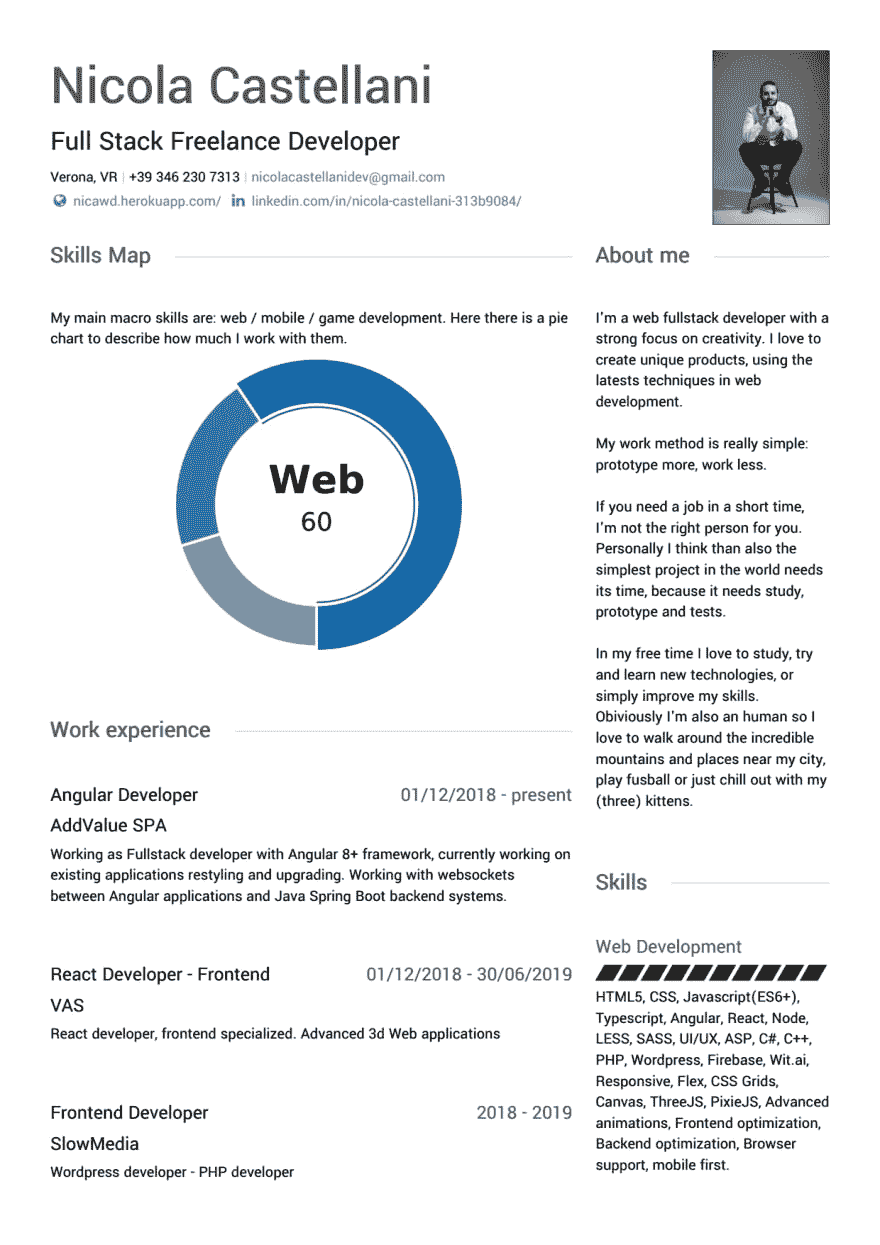 Nicola Castellani
Full Stack Freelance Developer
Verona, VR | +39 346 230 7313 | nicolacastellanidev@gmail.com
nicawd.herokuapp.com/ in linkedin.com/in/nicola-castellani-313b9084/
Skills Map
My main macro skills are: web / mobile / game development. Here there is a pie
chart to describe how much I work with them.
Web
60
Work experience
Angular Developer 01/12/2018 - present
AddValue SPA
Working as Fullstack developer with Angular 8+ framework, currently working on
existing applications restyling and upgrading. Working with websockets
between Angular applications and Java Spring Boot backend systems.
React Developer - Frontend 01/12/2018 - 30/06/2019
VAS
React developer, frontend specialized. Advanced 3d Web applications
Frontend Developer 2018 - 2019
SlowMedia
Wordpress developer - PHP developer
About me
I'm a web fullstack developer with a
strong focus on creativity. I love to
create unique products, using the
latests techniques in web
development.
My work method is really simple:
prototype more, work less.
If you need a job in a short time,
I'm not the right person for you.
Personally I think than also the
simplest project in the world needs
its time, because it needs study,
prototype and tests.
In my free time I love to study, try
and learn new technologies, or
simply improve my skills.
Obiviously I'm also an human so I
love to walk around the incredible
mountains and places near my city,
play fusball or just chill out with my
(three) kittens.
Skills
Web Development
HTML5, CSS, Javascript(ES6+),
Typescript, Angular, React, Node,
LESS, SASS, UI/UX, ASP, C#, C++,
PHP, Wordpress, Firebase, Wit.ai,
Responsive, Flex, CSS Grids,
Canvas, ThreeJS, PixieJS, Advanced
animations, Frontend optimization,
Backend optimization, Browser
support, mobile first.